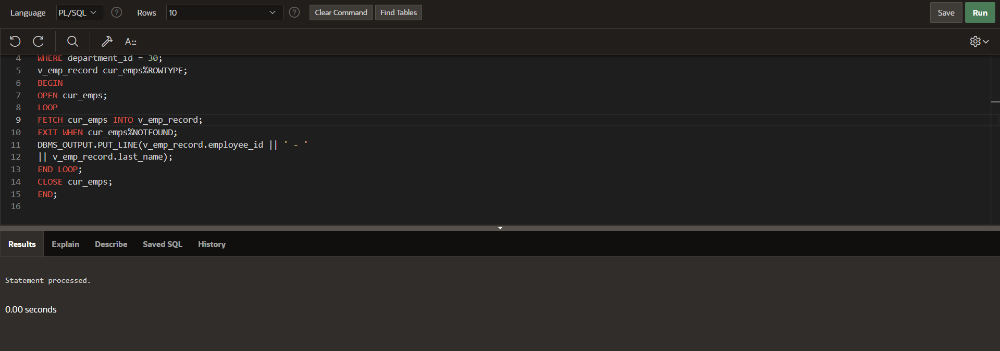 Language PL/SQL ? Rows 10 ? Clear Command Find Tables Save Run
A
4 WHERE department_id = 30;
5 v_emp_record cur_emps%ROWTYPE;
6 BEGIN
7 OPEN cur_emps;
8 LOOP
9 FETCH cur_emps INTO v_emp_record;
10 EXIT WHEN cur_emps%NOTFOUND;
11 DBMS_OUTPUT.PUT_LINE(v_emp_record.employee_id || ' - '
12 || v_emp_record.last_name);
13 END LOOP;
14 CLOSE cur_emps;
15 END;
16
Results Explain Describe Saved SQL History
Statement processed.
0.00 seconds